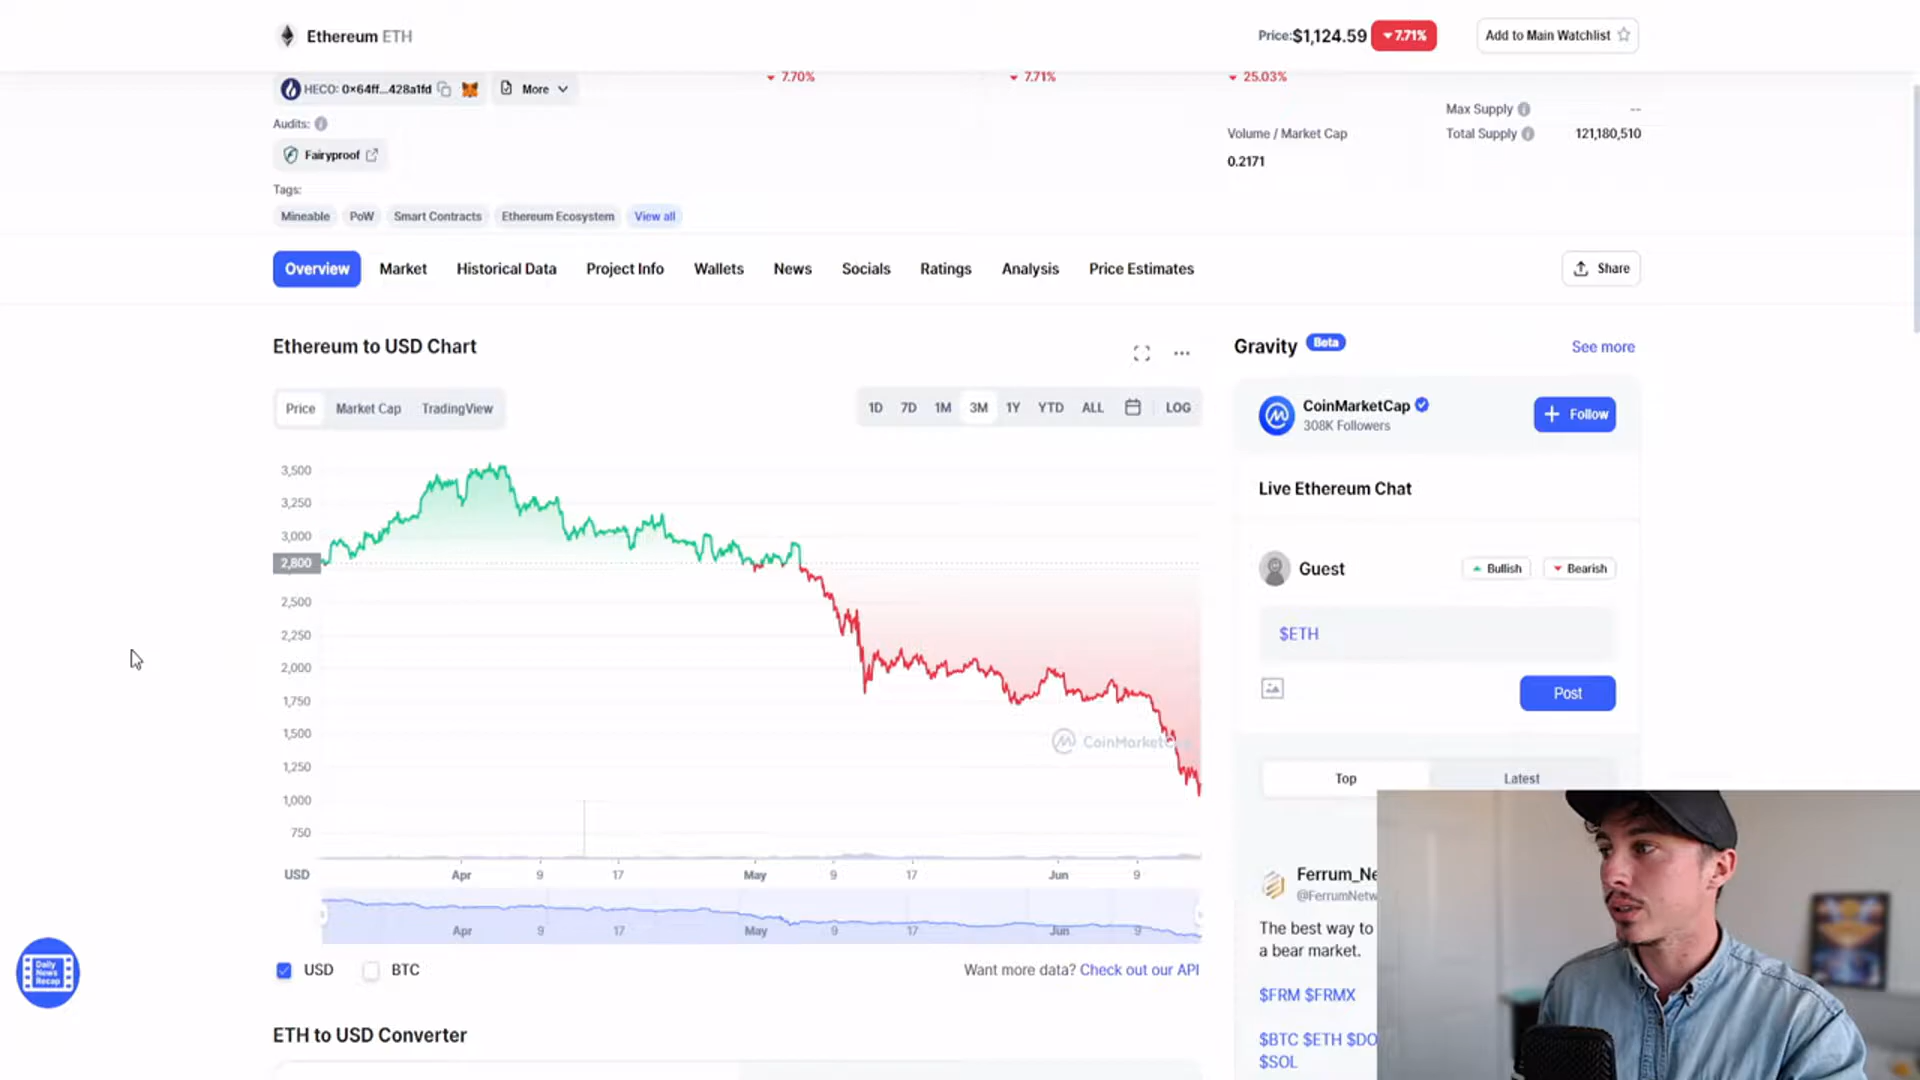 Ethereum ETH
Price:$1,124.59 7.71%
Add to Main Watchlist
7.70%
7.71%
25.03%
HECO: 0x64ff...428a1fd
More
Max Supply --
Audits:
Volume / Market Cap
Total Supply 121,180,510
Fairyproof
0.2171
Tags:
Mineable PoW Smart Contracts Ethereum Ecosystem View all
Overview Market Historical Data Project Info Wallets News Socials Ratings Analysis Price Estimates
Share
Ethereum to USD Chart
Price Market Cap TradingView
1D 7D 1M 3M 1Y YTD ALL LOG
3,500
3,250
3,000
2,800
2,500
2,250
2,000
1,750
1,500
1,250
1,000
750
CoinMarketC
USD Apr 9 17 May 9 17 Jun 9
Apr 9 17 May 9 17 Jun 9
USD BTC
Want more data? Check out our API
ETH to USD Converter
Gravity Beta
See more
CoinMarketCap
308K Followers
Follow
Live Ethereum Chat
Guest
Bullish Bearish
$ETH
Post
Top Latest
Ferrum_Ne
@FerrumNetw
The best way to
a bear market.
$FRM $FRMX
$BTC $ETH $DO
$SOL
Daily
News
Recap